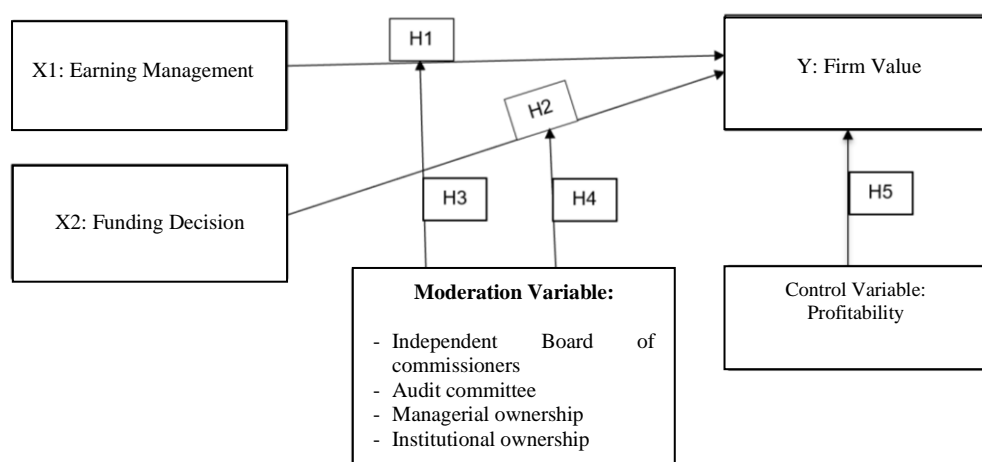 H1
X1: Earning Management
Y: Firm Value
H2
X2: Funding Decision
H3
H4
H5
Moderation Variable:
- Independent Board of
commissioners
- Audit committee
- Managerial ownership
- Institutional ownership
Control Variable:
Profitability